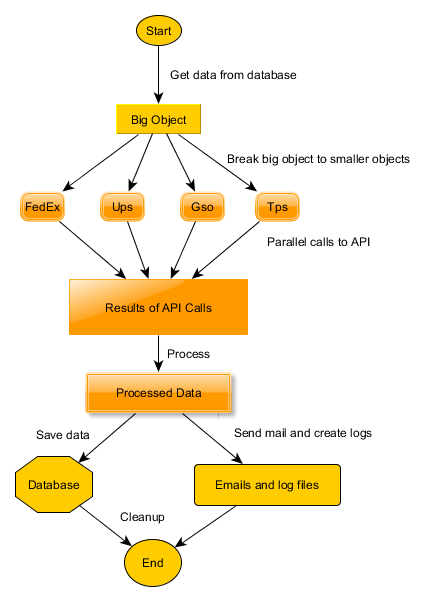 Start
Get data from database
Big Object
Break big object to smaller objects
FedEx
Ups
Gso
Tps
Parallel calls to API
Results of API Calls
Process
Processed Data
Save data
Send mail and create logs
Database
Emails and log files
Cleanup
End